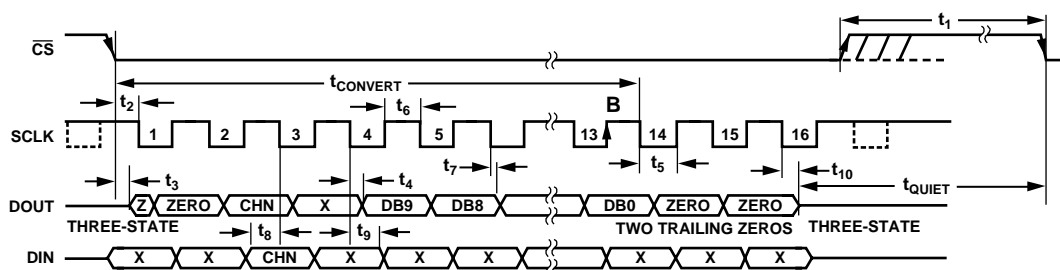 t1
CS
tCONVERT
t2 t6 B
SCLK 1 2 3 4 5 13 14 15 16
t7 t5 t10
t3 t4 tQUIET
DOUT Z ZERO CHN X DB9 DB8 DB0 ZERO ZERO
THREE-STATE TWO TRAILING ZEROS THREE-STATE
t8 t9
DIN X X CHN X X X X X X